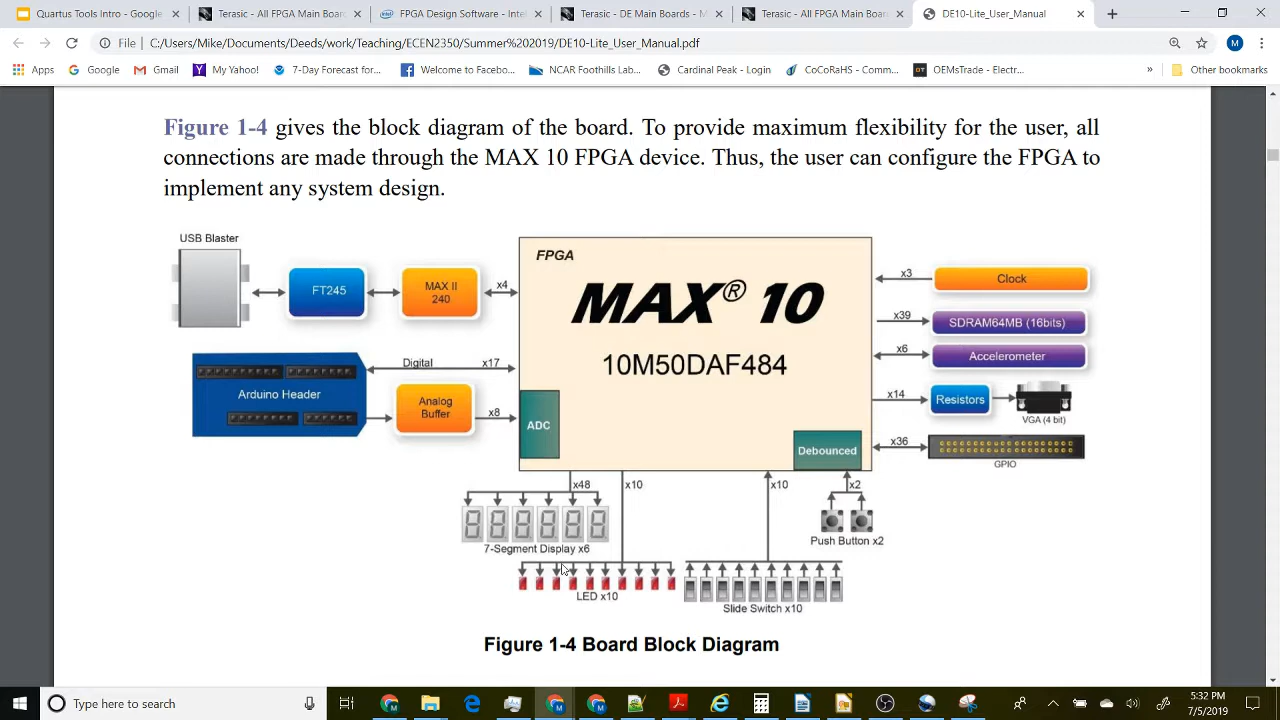 Quartus Tools Intro - Google
Terasic - All FPGA Main Board
Intel
FPGA Design Software - Inte
Terasic - DE Main Boards - M
Terasic - All FPGA Main Board
DE10-Lite_User_Manual
File | C:/Users/Mike/Documents/Deeds/work/Teaching/ECEN2350/Summer%202019/DE10-Lite_User_Manual.pdf
M
Apps
Google
Gmail
My Yahoo!
7-Day Forecast for...
Welcome to Facebo...
NCAR Foothills Lab...
Cardinal Peak - Login
CoCoRaHS - Comm...
OEMsTrade - Electr...
»
Other bookmarks
Figure 1-4 gives the block diagram of the board. To provide maximum flexibility for the user, all
connections are made through the MAX 10 FPGA device. Thus, the user can configure the FPGA to
implement any system design.
USB Blaster
FT245
MAX II
240
x4
FPGA
MAX® 10
10M50DAF484
x3
Clock
x39
SDRAM64MB (16bits)
x6
Accelerometer
Arduino Header
Digital
x17
Analog
Buffer
x8
ADC
x14
Resistors
VGA (4 bit)
Debounced
x36
GPIO
x48
x10
x10
x2
7-Segment Display x6
Push Button x2
LED x10
Slide Switch x10
Figure 1-4 Board Block Diagram
Type here to search
5:32 PM
7/5/2019